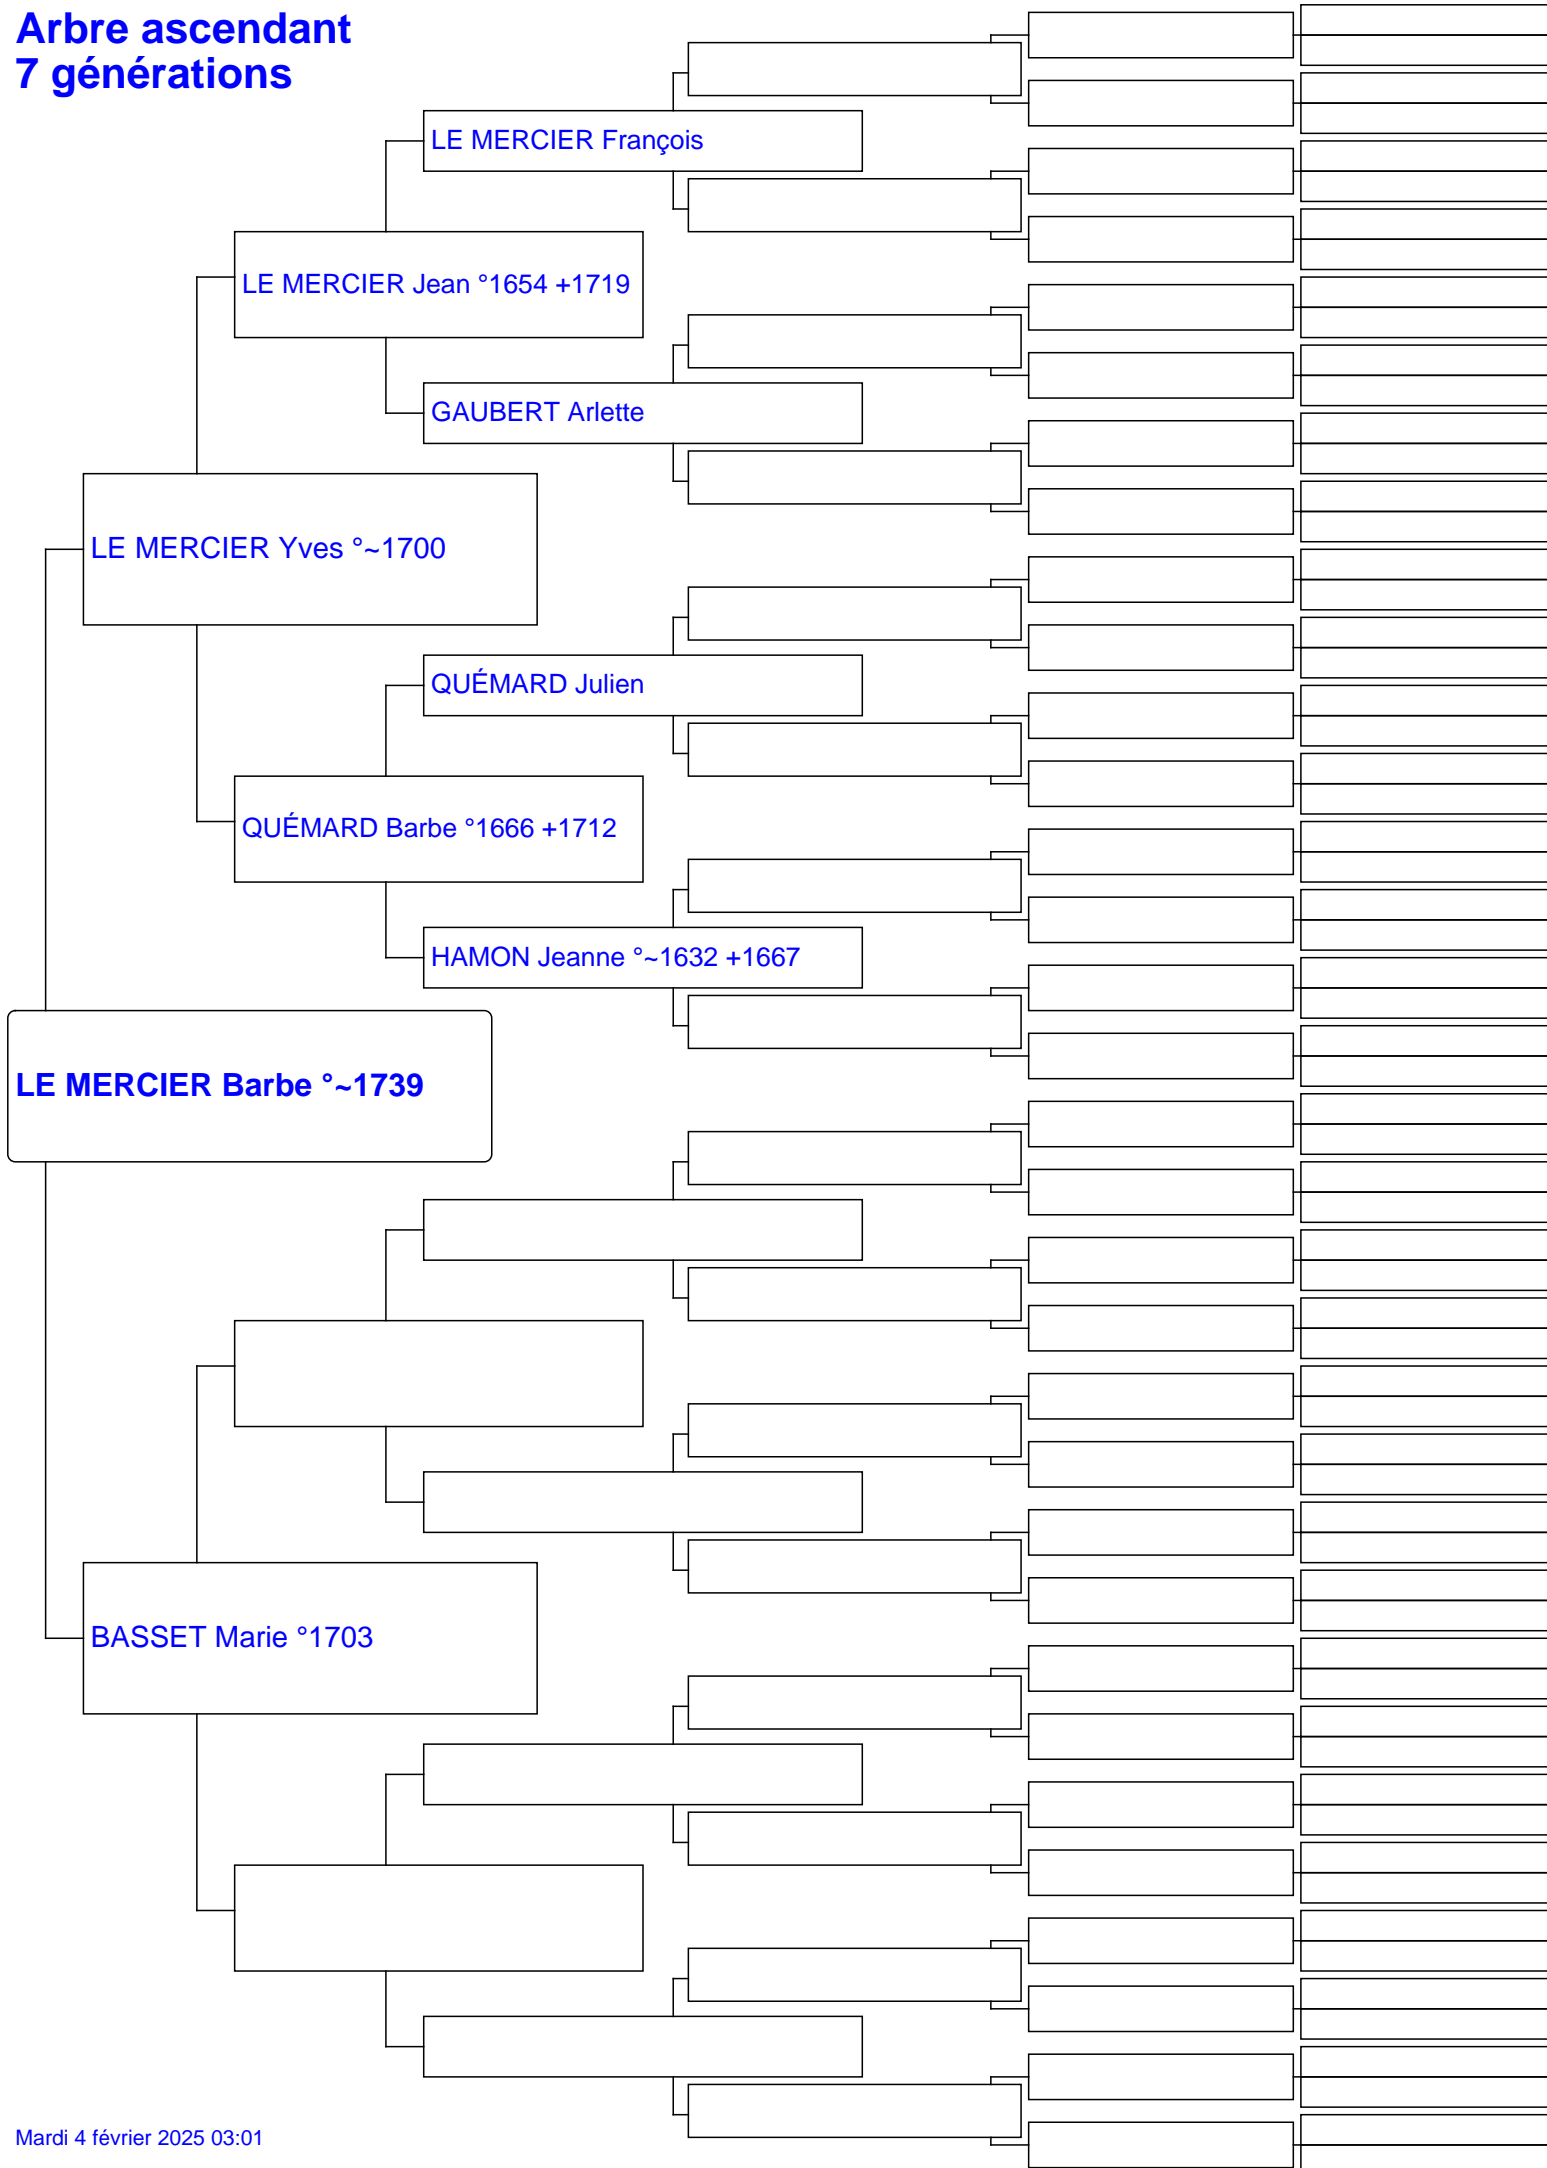 Arbre ascendant
7 générations
LE MERCIER François
LE MERCIER Jean °1654 +1719
GAUBERT Arlette
LE MERCIER Yves °~1700
QUÉMARD Julien
QUÉMARD Barbe °1666 +1712
HAMON Jeanne °~1632 +1667
LE MERCIER Barbe °~1739
BASSET Marie °1703
Mardi 4 février 2025 03:01